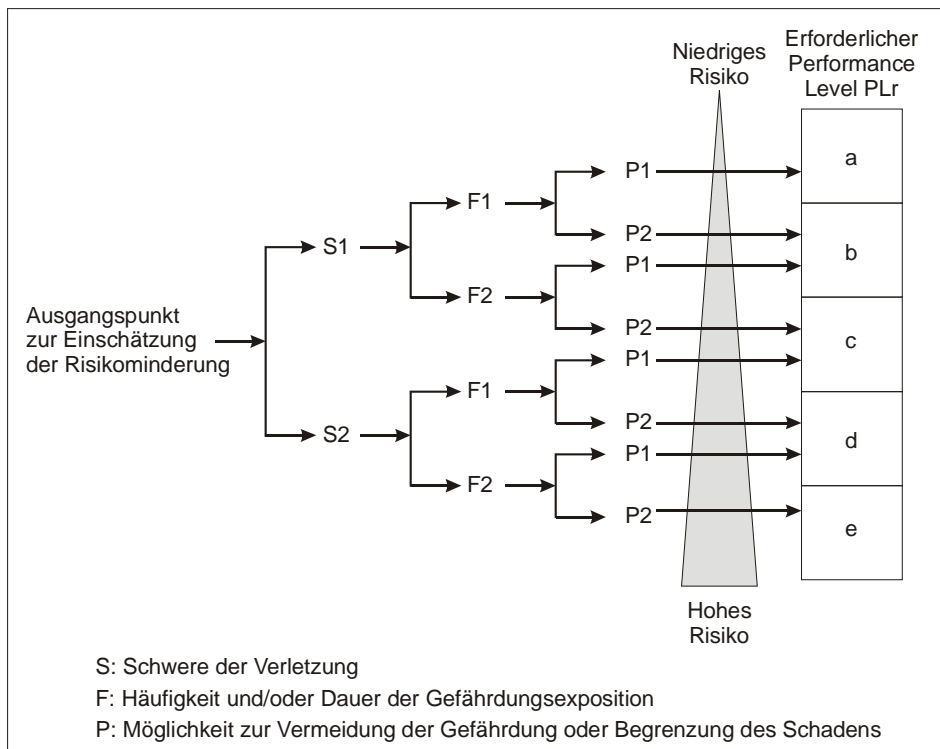 Niedriges
Risiko
Erforderlicher
Performance
Level PLr
a
P1
F1
P2
b
S1
P1
F2
P2
c
Ausgangspunkt
zur Einschätzung
der Risikominderung
P1
F1
P2
d
S2
P1
F2
P2
e
Hohes
Risiko
S: Schwere der Verletzung
F: Häufigkeit und/oder Dauer der Gefährdungsexposition
P: Möglichkeit zur Vermeidung der Gefährdung oder Begrenzung des Schadens